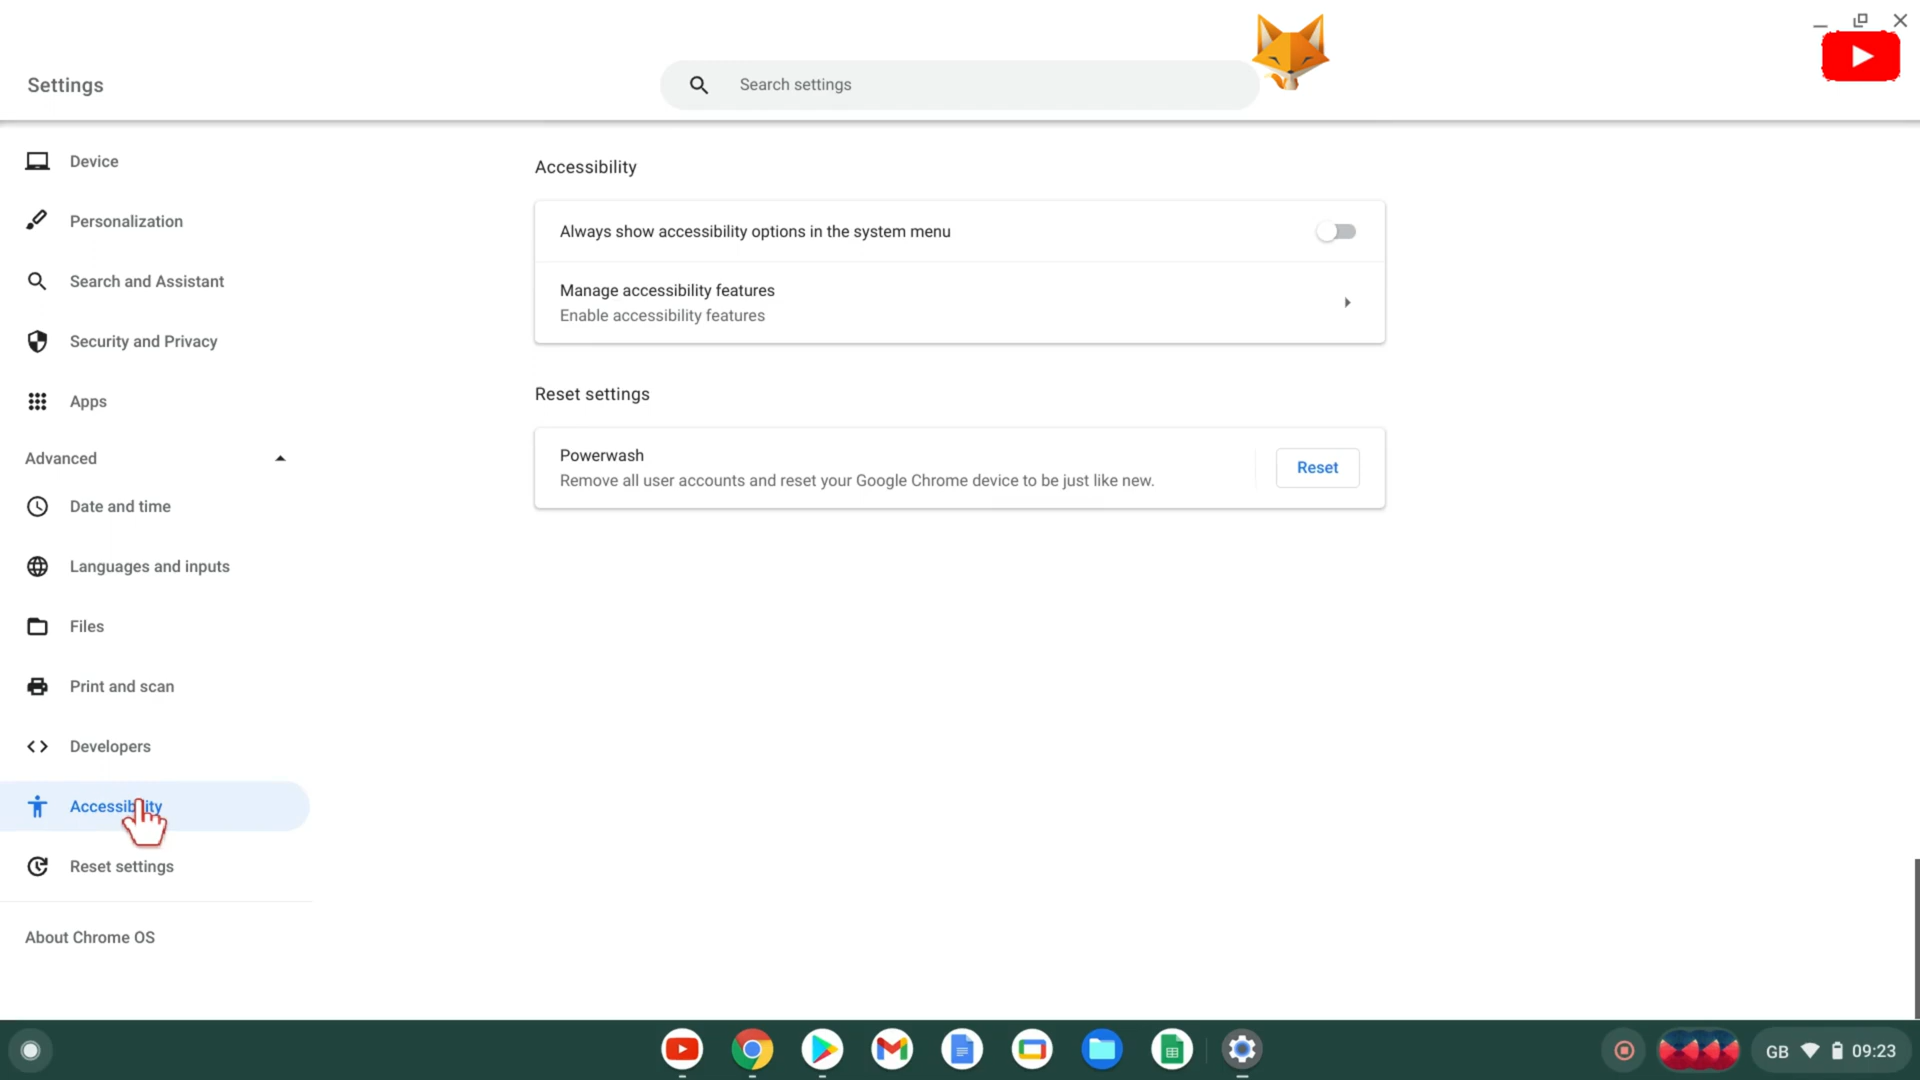 Settings
Search settings
Device
Personalization
Search and Assistant
Security and Privacy
Apps
Advanced
Date and time
Languages and inputs
Files
Print and scan
Developers
Accessibility
Reset settings
About Chrome OS
Accessibility
Always show accessibility options in the system menu
Manage accessibility features
Enable accessibility features
Reset settings
Powerwash
Remove all user accounts and reset your Google Chrome device to be just like new.
Reset
GB 09:23